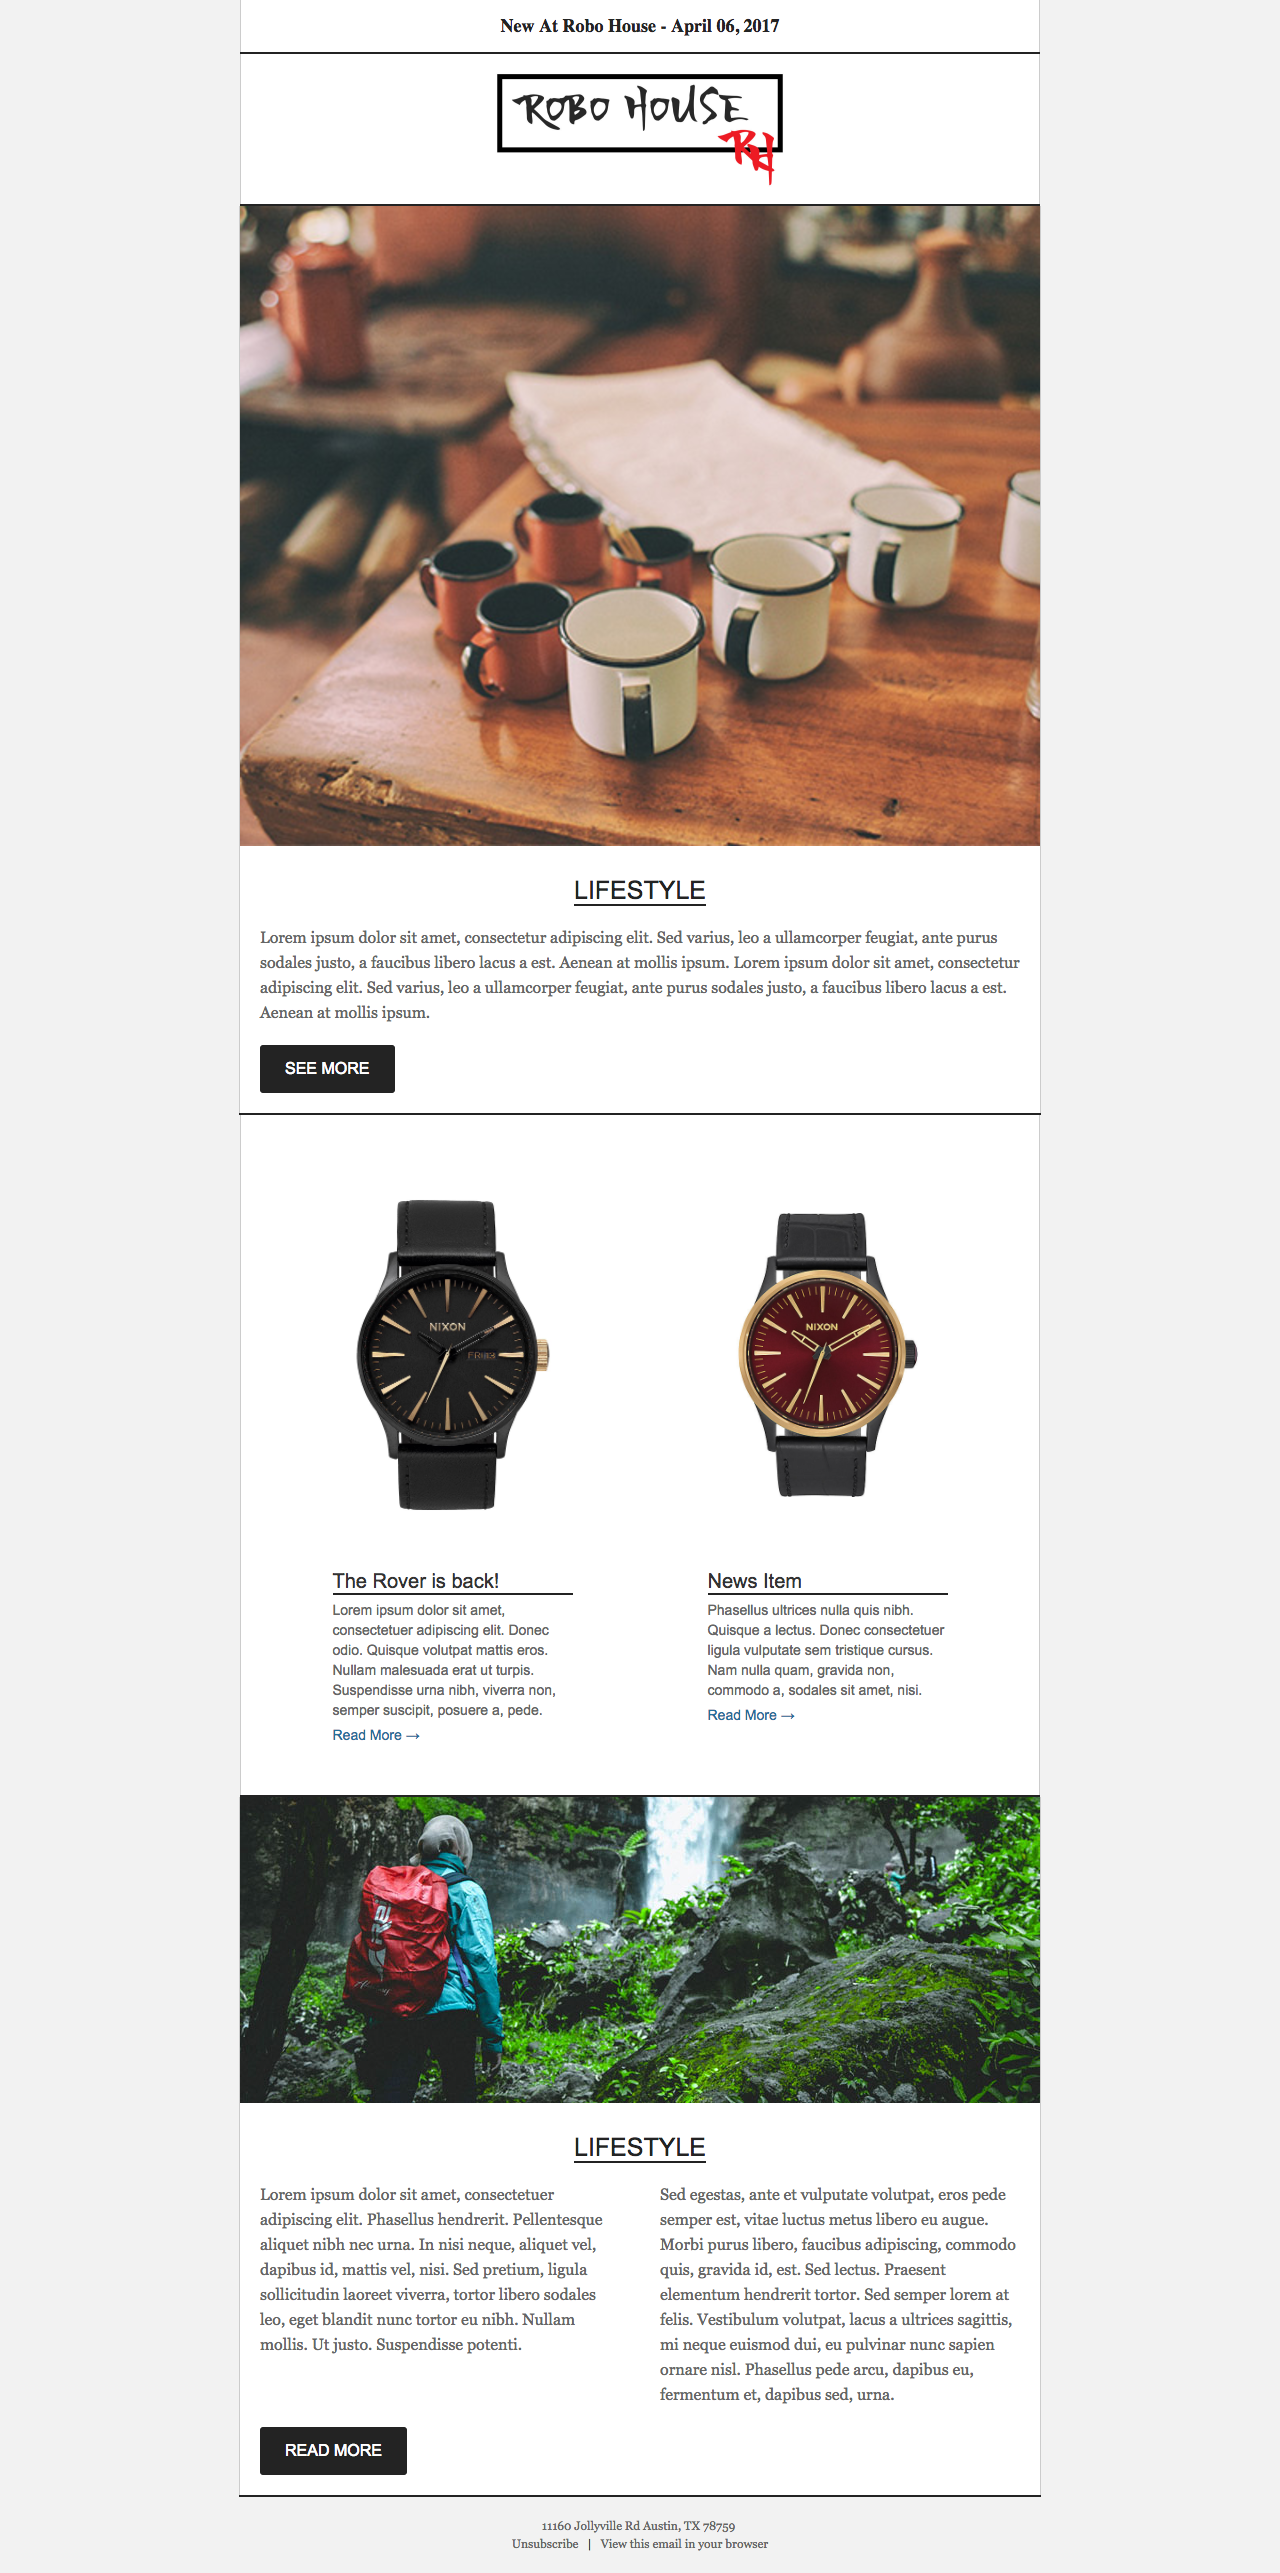 New At Robo House - April 06, 2017
ROBO HOUSE
RH
LIFESTYLE
Lorem ipsum dolor sit amet, consectetur adipiscing elit. Sed varius, leo a ullamcorper feugiat, ante purus
sodales justo, a faucibus libero lacus a est. Aenean at mollis ipsum. Lorem ipsum dolor sit amet, consectetur
adipiscing elit. Sed varius, leo a ullamcorper feugiat, ante purus sodales justo, a faucibus libero lacus a est.
Aenean at mollis ipsum.
SEE MORE
NIXON
NIXON
The Rover is back!
Lorem ipsum dolor sit amet,
consectetuer adipiscing elit. Donec
odio. Quisque volutpat mattis eros.
Nullam malesuada erat ut turpis.
Suspendisse urna nibh, viverra non,
semper suscipit, posuere a, pede.
Read More →
News Item
Phasellus ultrices nulla quis nibh.
Quisque a lectus. Donec consectetuer
ligula vulputate sem tristique cursus.
Nam nulla quam, gravida non,
commodo a, sodales sit amet, nisi.
Read More →
LIFESTYLE
Lorem ipsum dolor sit amet, consectetuer
adipiscing elit. Phasellus hendrerit. Pellentesque
aliquet nibh nec urna. In nisi neque, aliquet vel,
dapibus id, mattis vel, nisi. Sed pretium, ligula
sollicitudin laoreet viverra, tortor libero sodales
leo, eget blandit nunc tortor eu nibh. Nullam
mollis. Ut justo. Suspendisse potenti.
Sed egestas, ante et vulputate volutpat, eros pede
semper est, vitae luctus metus libero eu augue.
Morbi purus libero, faucibus adipiscing, commodo
quis, gravida id, est. Sed lectus. Praesent
elementum hendrerit tortor. Sed semper lorem at
felis. Vestibulum volutpat, lacus a ultrices sagittis,
mi neque euismod dui, eu pulvinar nunc sapien
ornare nisl. Phasellus pede arcu, dapibus eu,
fermentum et, dapibus sed, urna.
READ MORE
11160 Jollyville Rd Austin, TX 78759
Unsubscribe | View this email in your browser